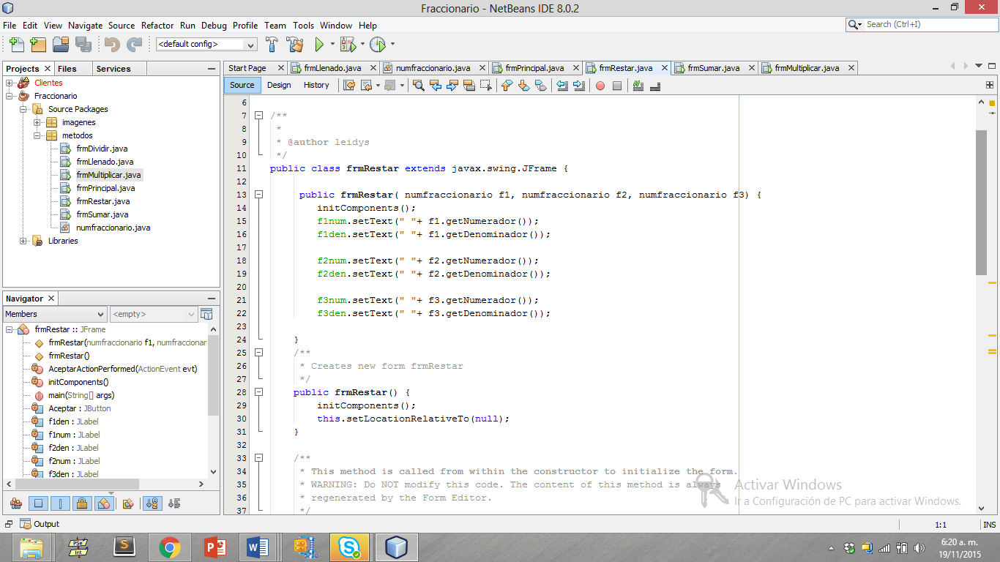 Fraccionario - NetBeans IDE 8.0.2
File Edit View Navigate Source Refactor Run Debug Profile Team Tools Window Help
Search (Ctrl+I)
<default config>
Projects Files Services
Clientes
Fraccionario
Source Packages
imagenes
metodos
frmDividir.java
frmLlenado.java
frmMultiplicar.java
frmPrincipal.java
frmRestar.java
frmSumar.java
numfraccionario.java
Libraries
Navigator
Members <empty>
frmRestar :: JFrame
frmRestar(numfraccionario f1, numfraccionar
frmRestar()
AceptarActionPerformed(ActionEvent evt)
initComponents()
main(String[] args)
Aceptar : JButton
f1den : JLabel
f1num : JLabel
f2den : JLabel
f2num : JLabel
f3den : JLabel
Start Page frmLlenado.java numfraccionario.java frmPrincipal.java frmRestar.java frmSumar.java frmMultiplicar.java
Source Design History
6
7 /**
8 *
9 * @author leidys
10 */
11 public class frmRestar extends javax.swing.JFrame {
12
13 public frmRestar( numfraccionario f1, numfraccionario f2, numfraccionario f3) {
14 initComponents();
15 f1num.setText(" "+ f1.getNumerador());
16 f1den.setText(" "+ f1.getDenominador());
17
18 f2num.setText(" "+ f2.getNumerador());
19 f2den.setText(" "+ f2.getDenominador());
20
21 f3num.setText(" "+ f3.getNumerador());
22 f3den.setText(" "+ f3.getDenominador());
23
24 }
25 /**
26 * Creates new form frmRestar
27 */
28 public frmRestar() {
29 initComponents();
30 this.setLocationRelativeTo(null);
31 }
32
33 /**
34 * This method is called from within the constructor to initialize the form.
35 * WARNING: Do NOT modify this code. The content of this method is always
36 * regenerated by the Form Editor.
37 */
Activar Windows
Ir a Configuración de PC para activar Windows.
Output
1:1 INS
PSe
Int
S
P
W
S
6:20 a. m.
19/11/2015